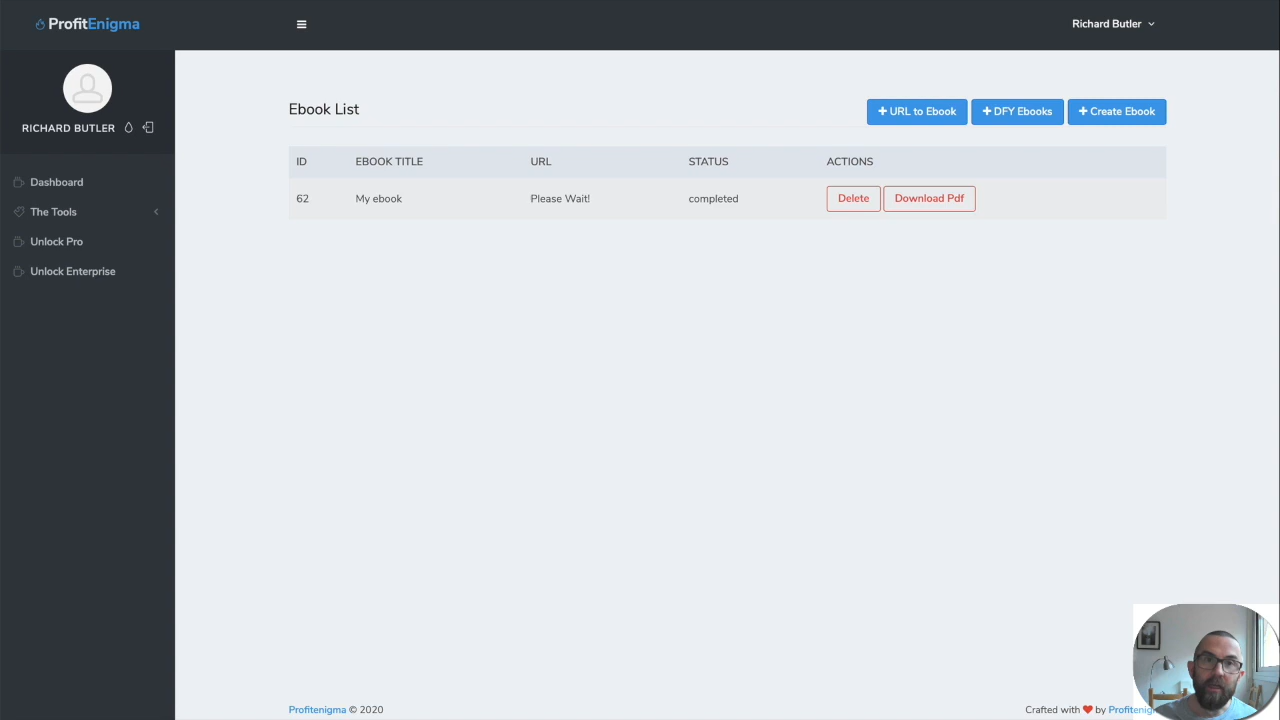 ProfitEnigma
Richard Butler
RICHARD BUTLER
Dashboard
The Tools
Unlock Pro
Unlock Enterprise
Ebook List
+ URL to Ebook
+ DFY Ebooks
+ Create Ebook
ID EBOOK TITLE URL STATUS ACTIONS
62 My ebook Please Wait! completed Delete Download Pdf
Profitenigma © 2020
Crafted with ❤ by Profitenig